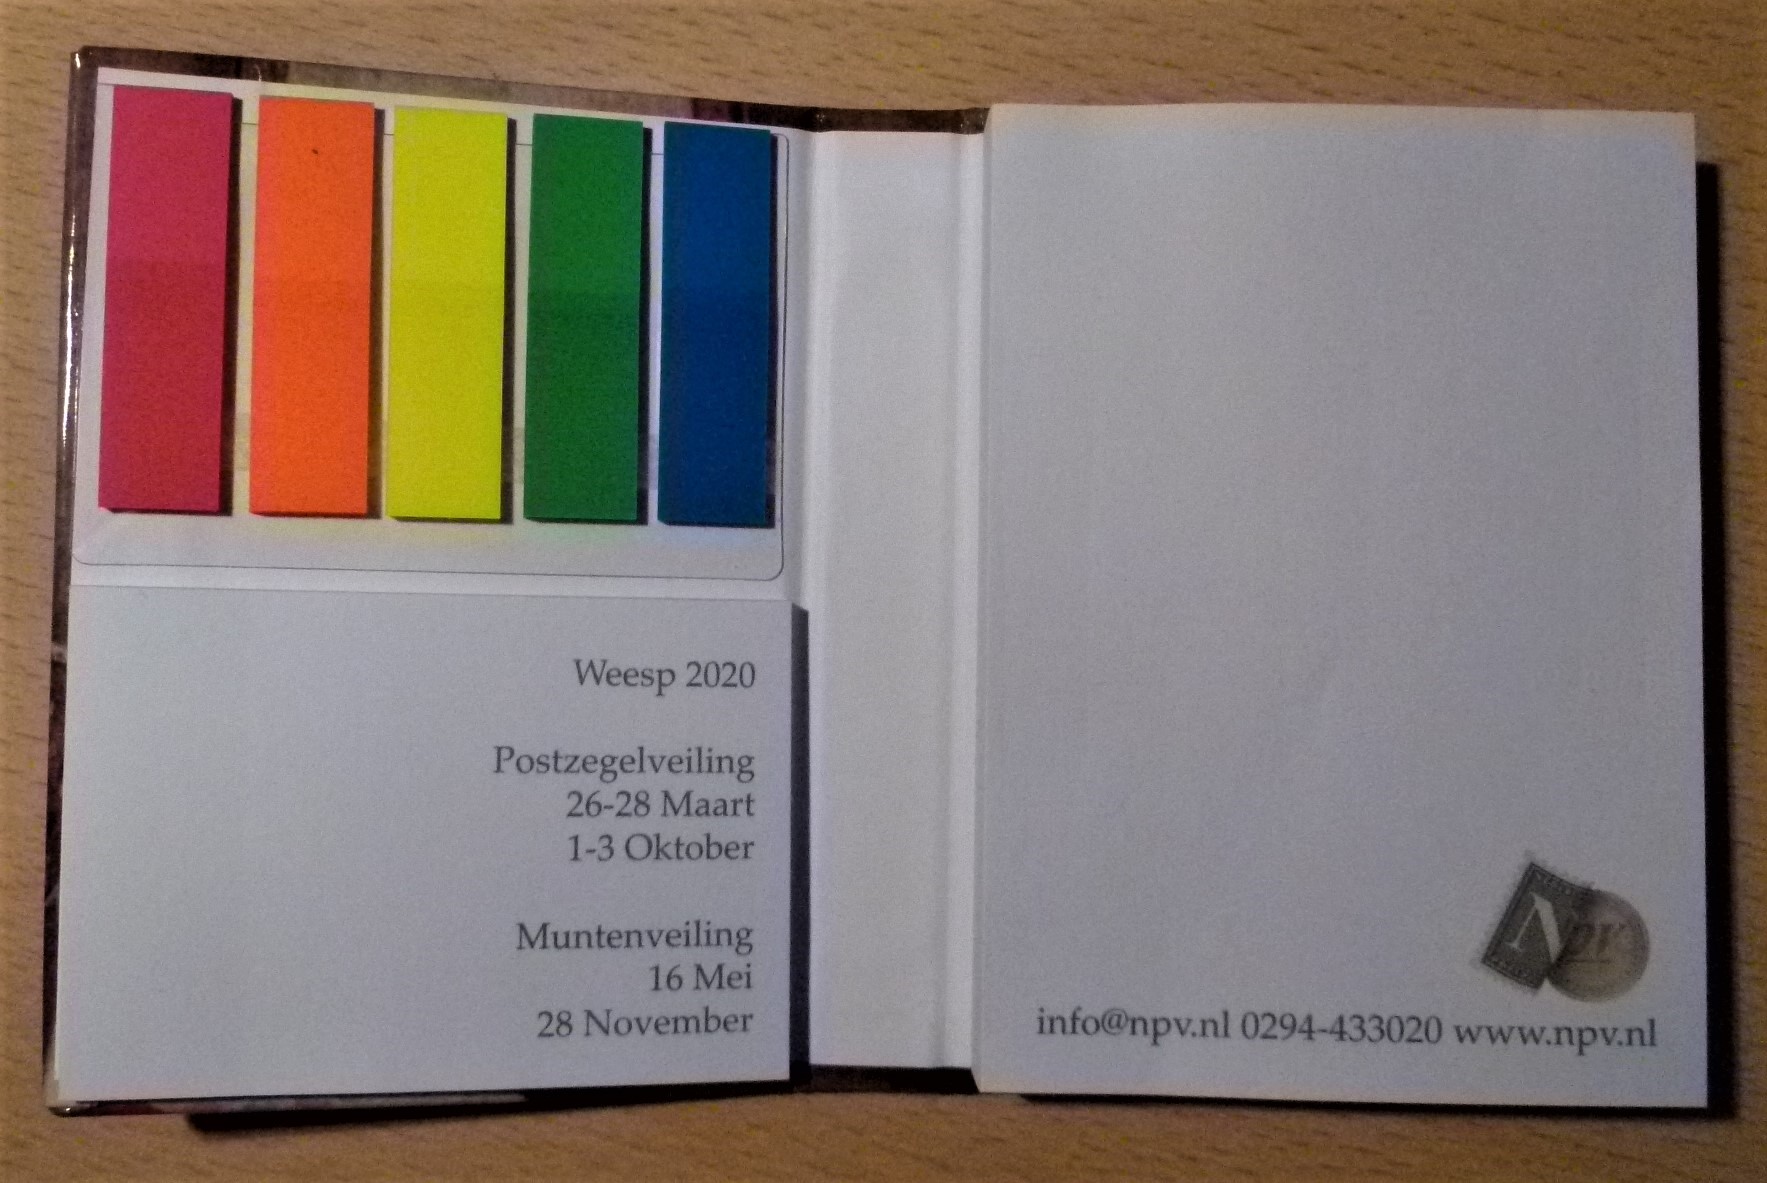 Weesp 2020
Postzegelveiling
26-28 Maart
1-3 Oktober
Muntenveiling
16 Mei
28 November
Npv
info@npv.nl 0294-433020 www.npv.nl